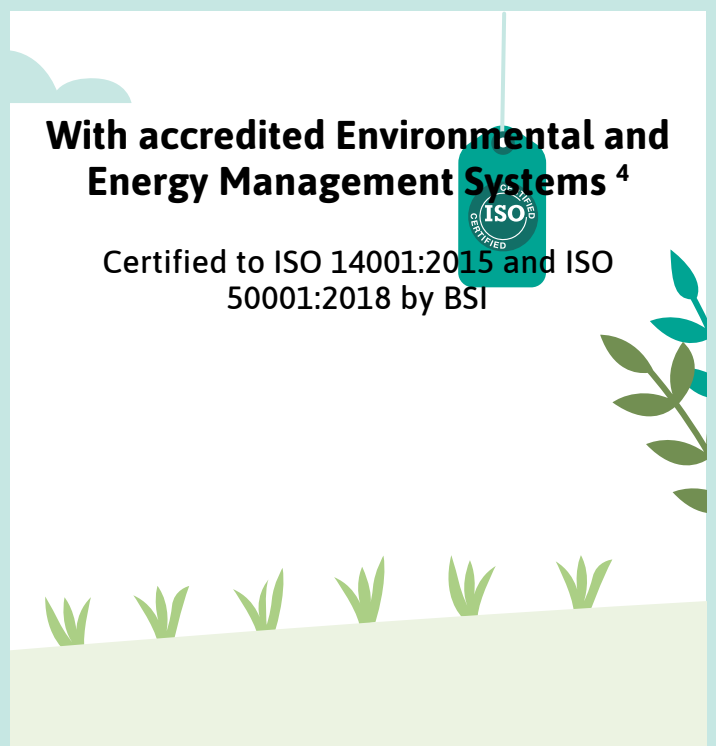 With accredited Environmental and
Energy Management Systems ⁴
CERTIFIED
ISO
CERTIFIED
Certified to ISO 14001:2015 and ISO
50001:2018 by BSI